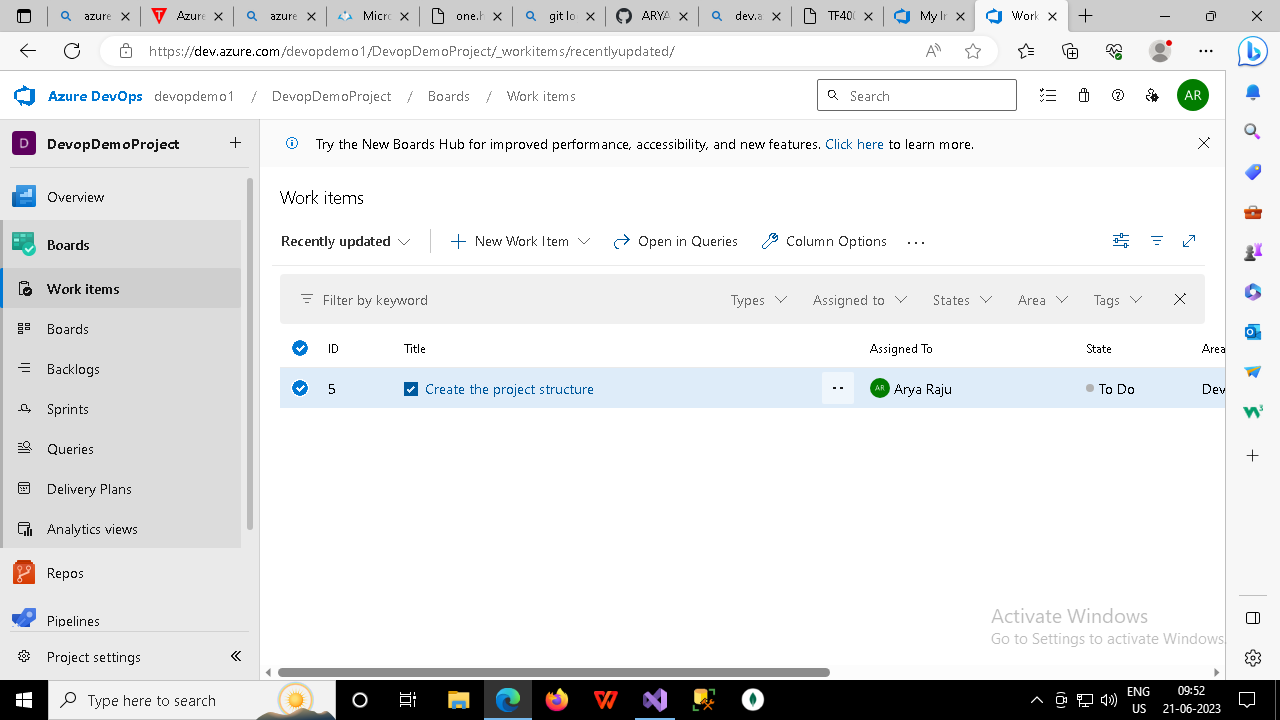 azure
Azure
azure
Micro
one.h
git lo
ARYA
dev.a
TF400
My In
Work
https://dev.azure.com/devopdemo1/DevopDemoProject/_workitems/recentlyupdated/
Azure DevOps devopdemo1 / DevopDemoProject / Boards / Work items
Search
AR
D DevopDemoProject
Try the New Boards Hub for improved performance, accessibility, and new features. Click here to learn more.
Overview
Work items
Boards
Recently updated New Work Item Open in Queries Column Options
Work items
Filter by keyword Types Assigned to States Area Tags
Boards
ID Title Assigned To State Area
Backlogs
5 Create the project structure AR Arya Raju To Do Dev
Sprints
Queries
Delivery Plans
Analytics views
Repos
Pipelines
Activate Windows
Go to Settings to activate Windows.
Project settings
Type here to search
ENG
US
09:52
21-06-2023